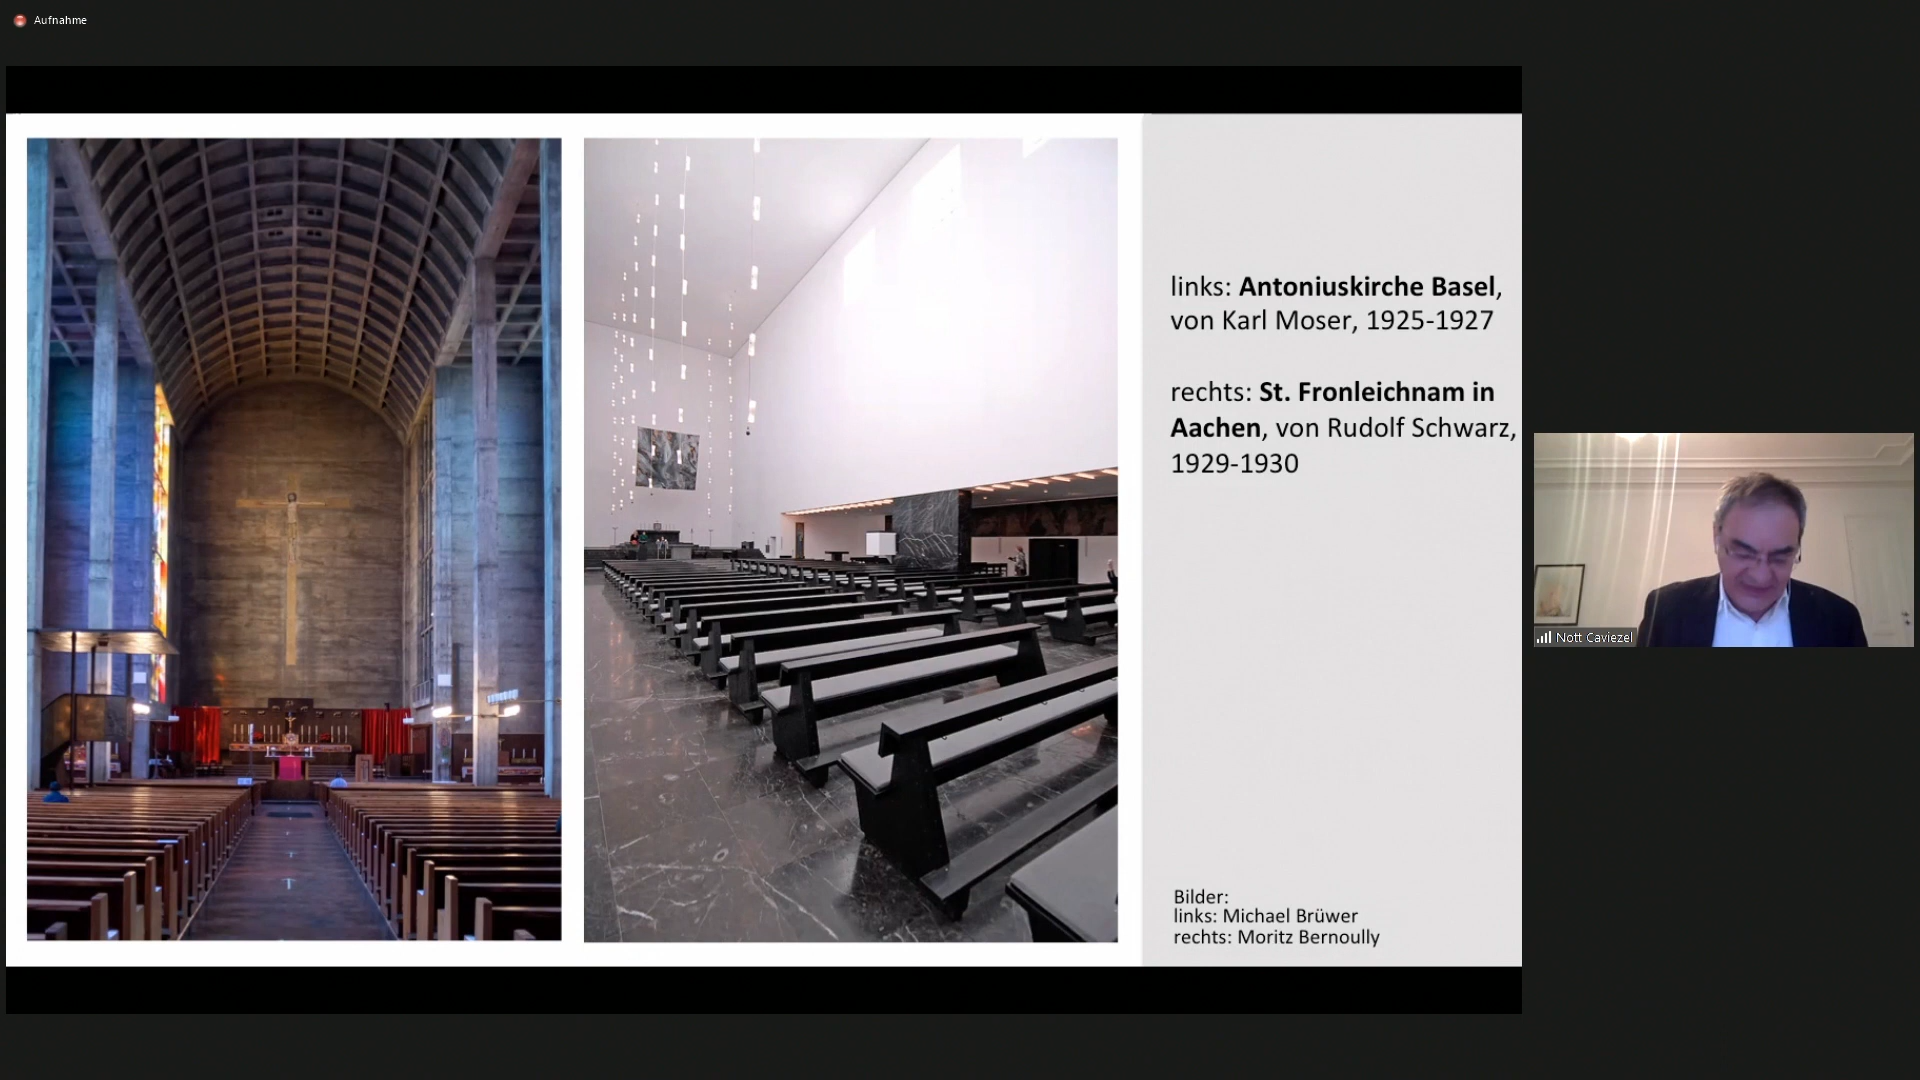 Aufnahme
links: Antoniuskirche Basel,
von Karl Moser, 1925-1927
rechts: St. Fronleichnam in
Aachen, von Rudolf Schwarz,
1929-1930
Bilder:
links: Michael Brüwer
rechts: Moritz Bernoully
Nott Caviezel